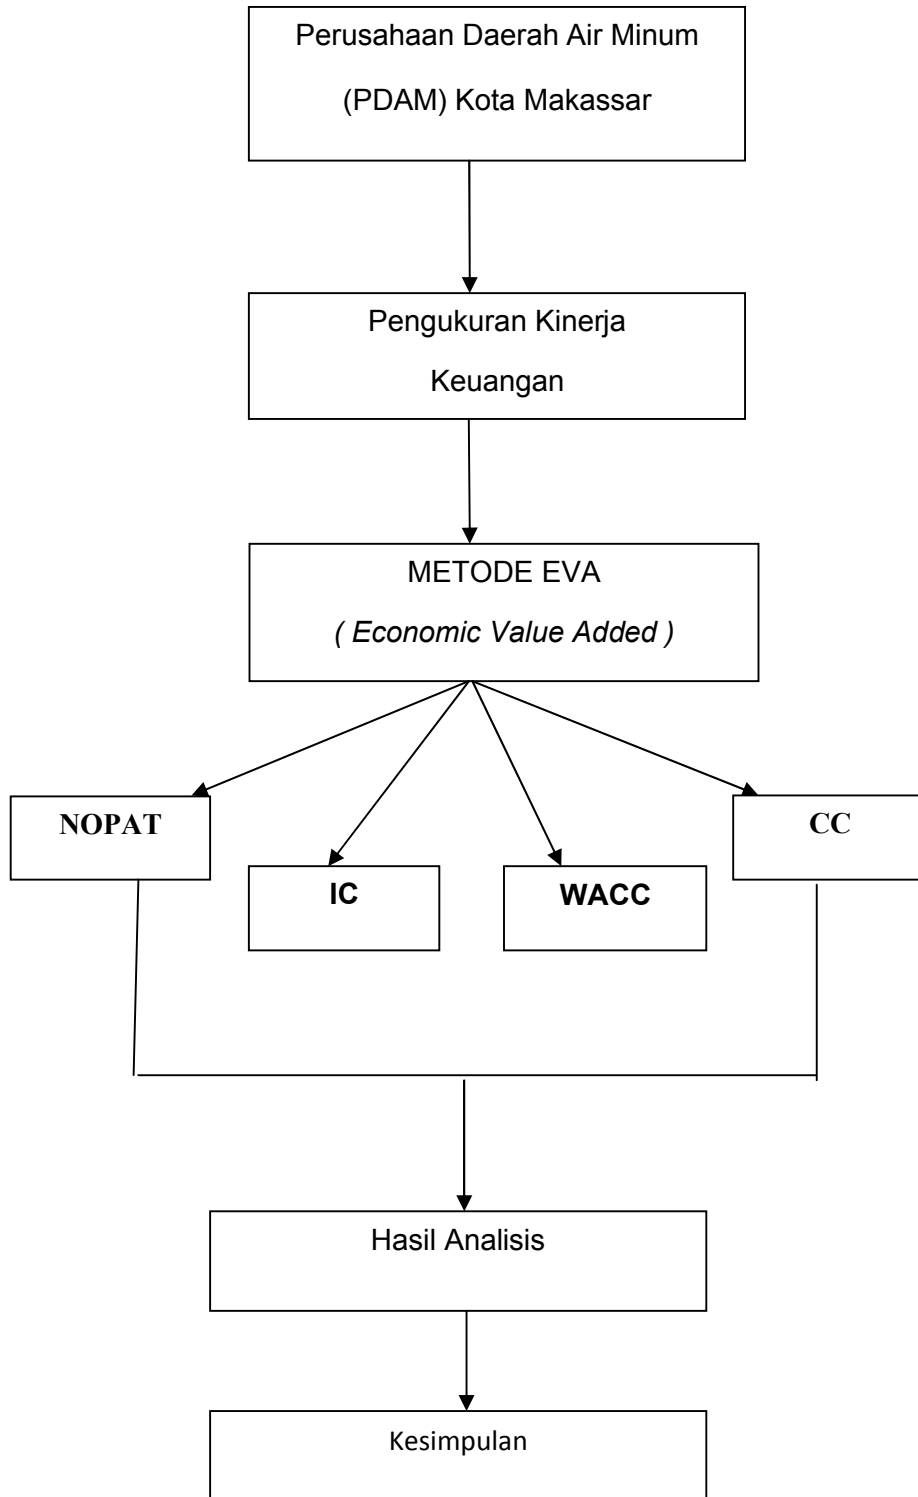 Perusahaan Daerah Air Minum
(PDAM) Kota Makassar
Pengukuran Kinerja
Keuangan
METODE EVA
( Economic Value Added )
NOPAT
CC
IC
WACC
Hasil Analisis
Kesimpulan